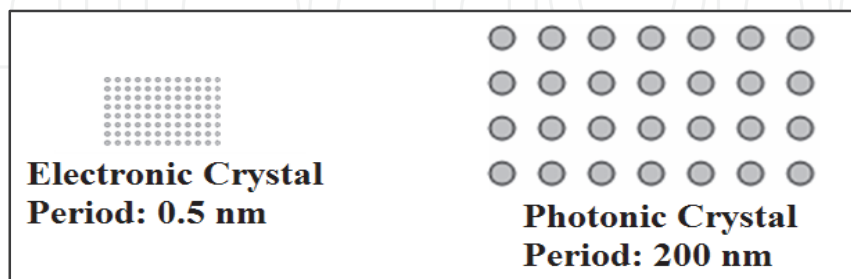 Electronic Crystal
Period: 0.5 nm
Photonic Crystal
Period: 200 nm